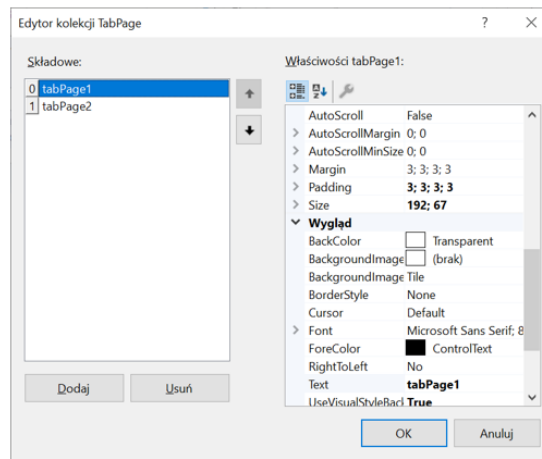 Edytor kolekcji TabPage
Składowe:
0 tabPage1
1 tabPage2
Dodaj
Usuń
Właściwości tabPage1:
AutoScroll False
AutoScrollMargin 0; 0
AutoScrollMinSize 0; 0
Margin 3; 3; 3; 3
Padding 3; 3; 3; 3
Size 192; 67
Wygląd
BackColor Transparent
BackgroundImage (brak)
BackgroundImage Tile
BorderStyle None
Cursor Default
Font Microsoft Sans Serif; 8
ForeColor ControlText
RightToLeft No
Text tabPage1
UseVisualStyleBacl True
OK
Anuluj